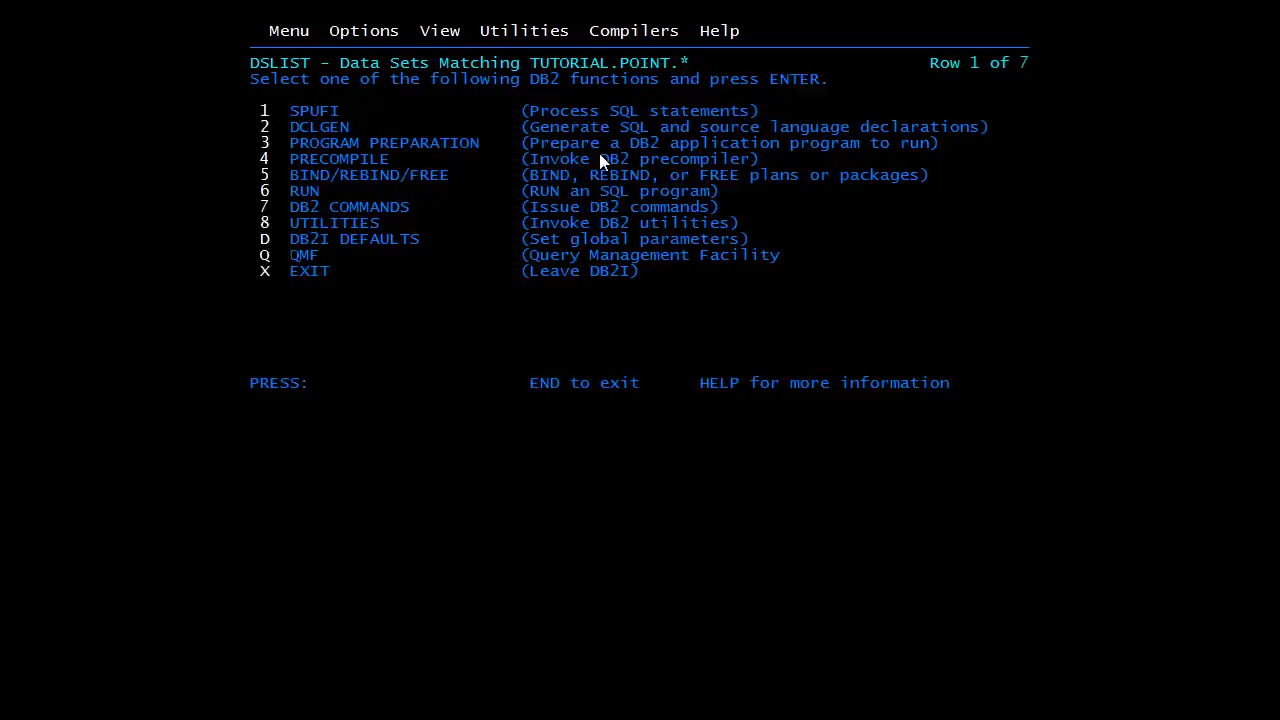 Menu Options View Utilities Compilers Help
DSLIST - Data Sets Matching TUTORIAL.POINT.* Row 1 of 7
Select one of the following DB2 functions and press ENTER.
1 SPUFI (Process SQL statements)
2 DCLGEN (Generate SQL and source language declarations)
3 PROGRAM PREPARATION (Prepare a DB2 application program to run)
4 PRECOMPILE (Invoke DB2 precompiler)
5 BIND/REBIND/FREE (BIND, REBIND, or FREE plans or packages)
6 RUN (RUN an SQL program)
7 DB2 COMMANDS (Issue DB2 commands)
8 UTILITIES (Invoke DB2 utilities)
D DB2I DEFAULTS (Set global parameters)
Q QMF (Query Management Facility
X EXIT (Leave DB2I)
PRESS: END to exit HELP for more information